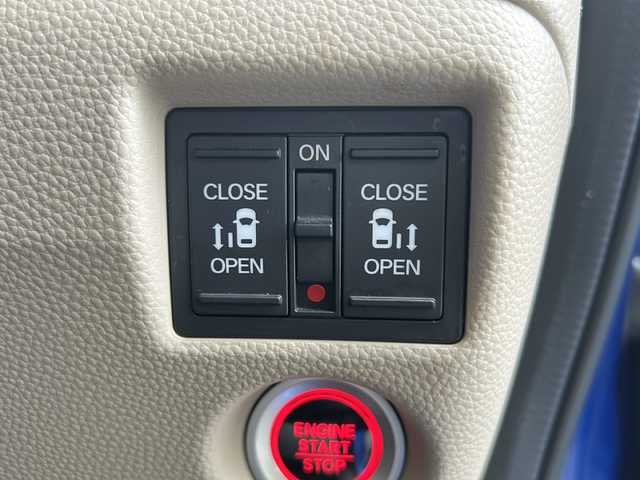 ON
CLOSE
OPEN
CLOSE
OPEN
ENGINE
START
STOP